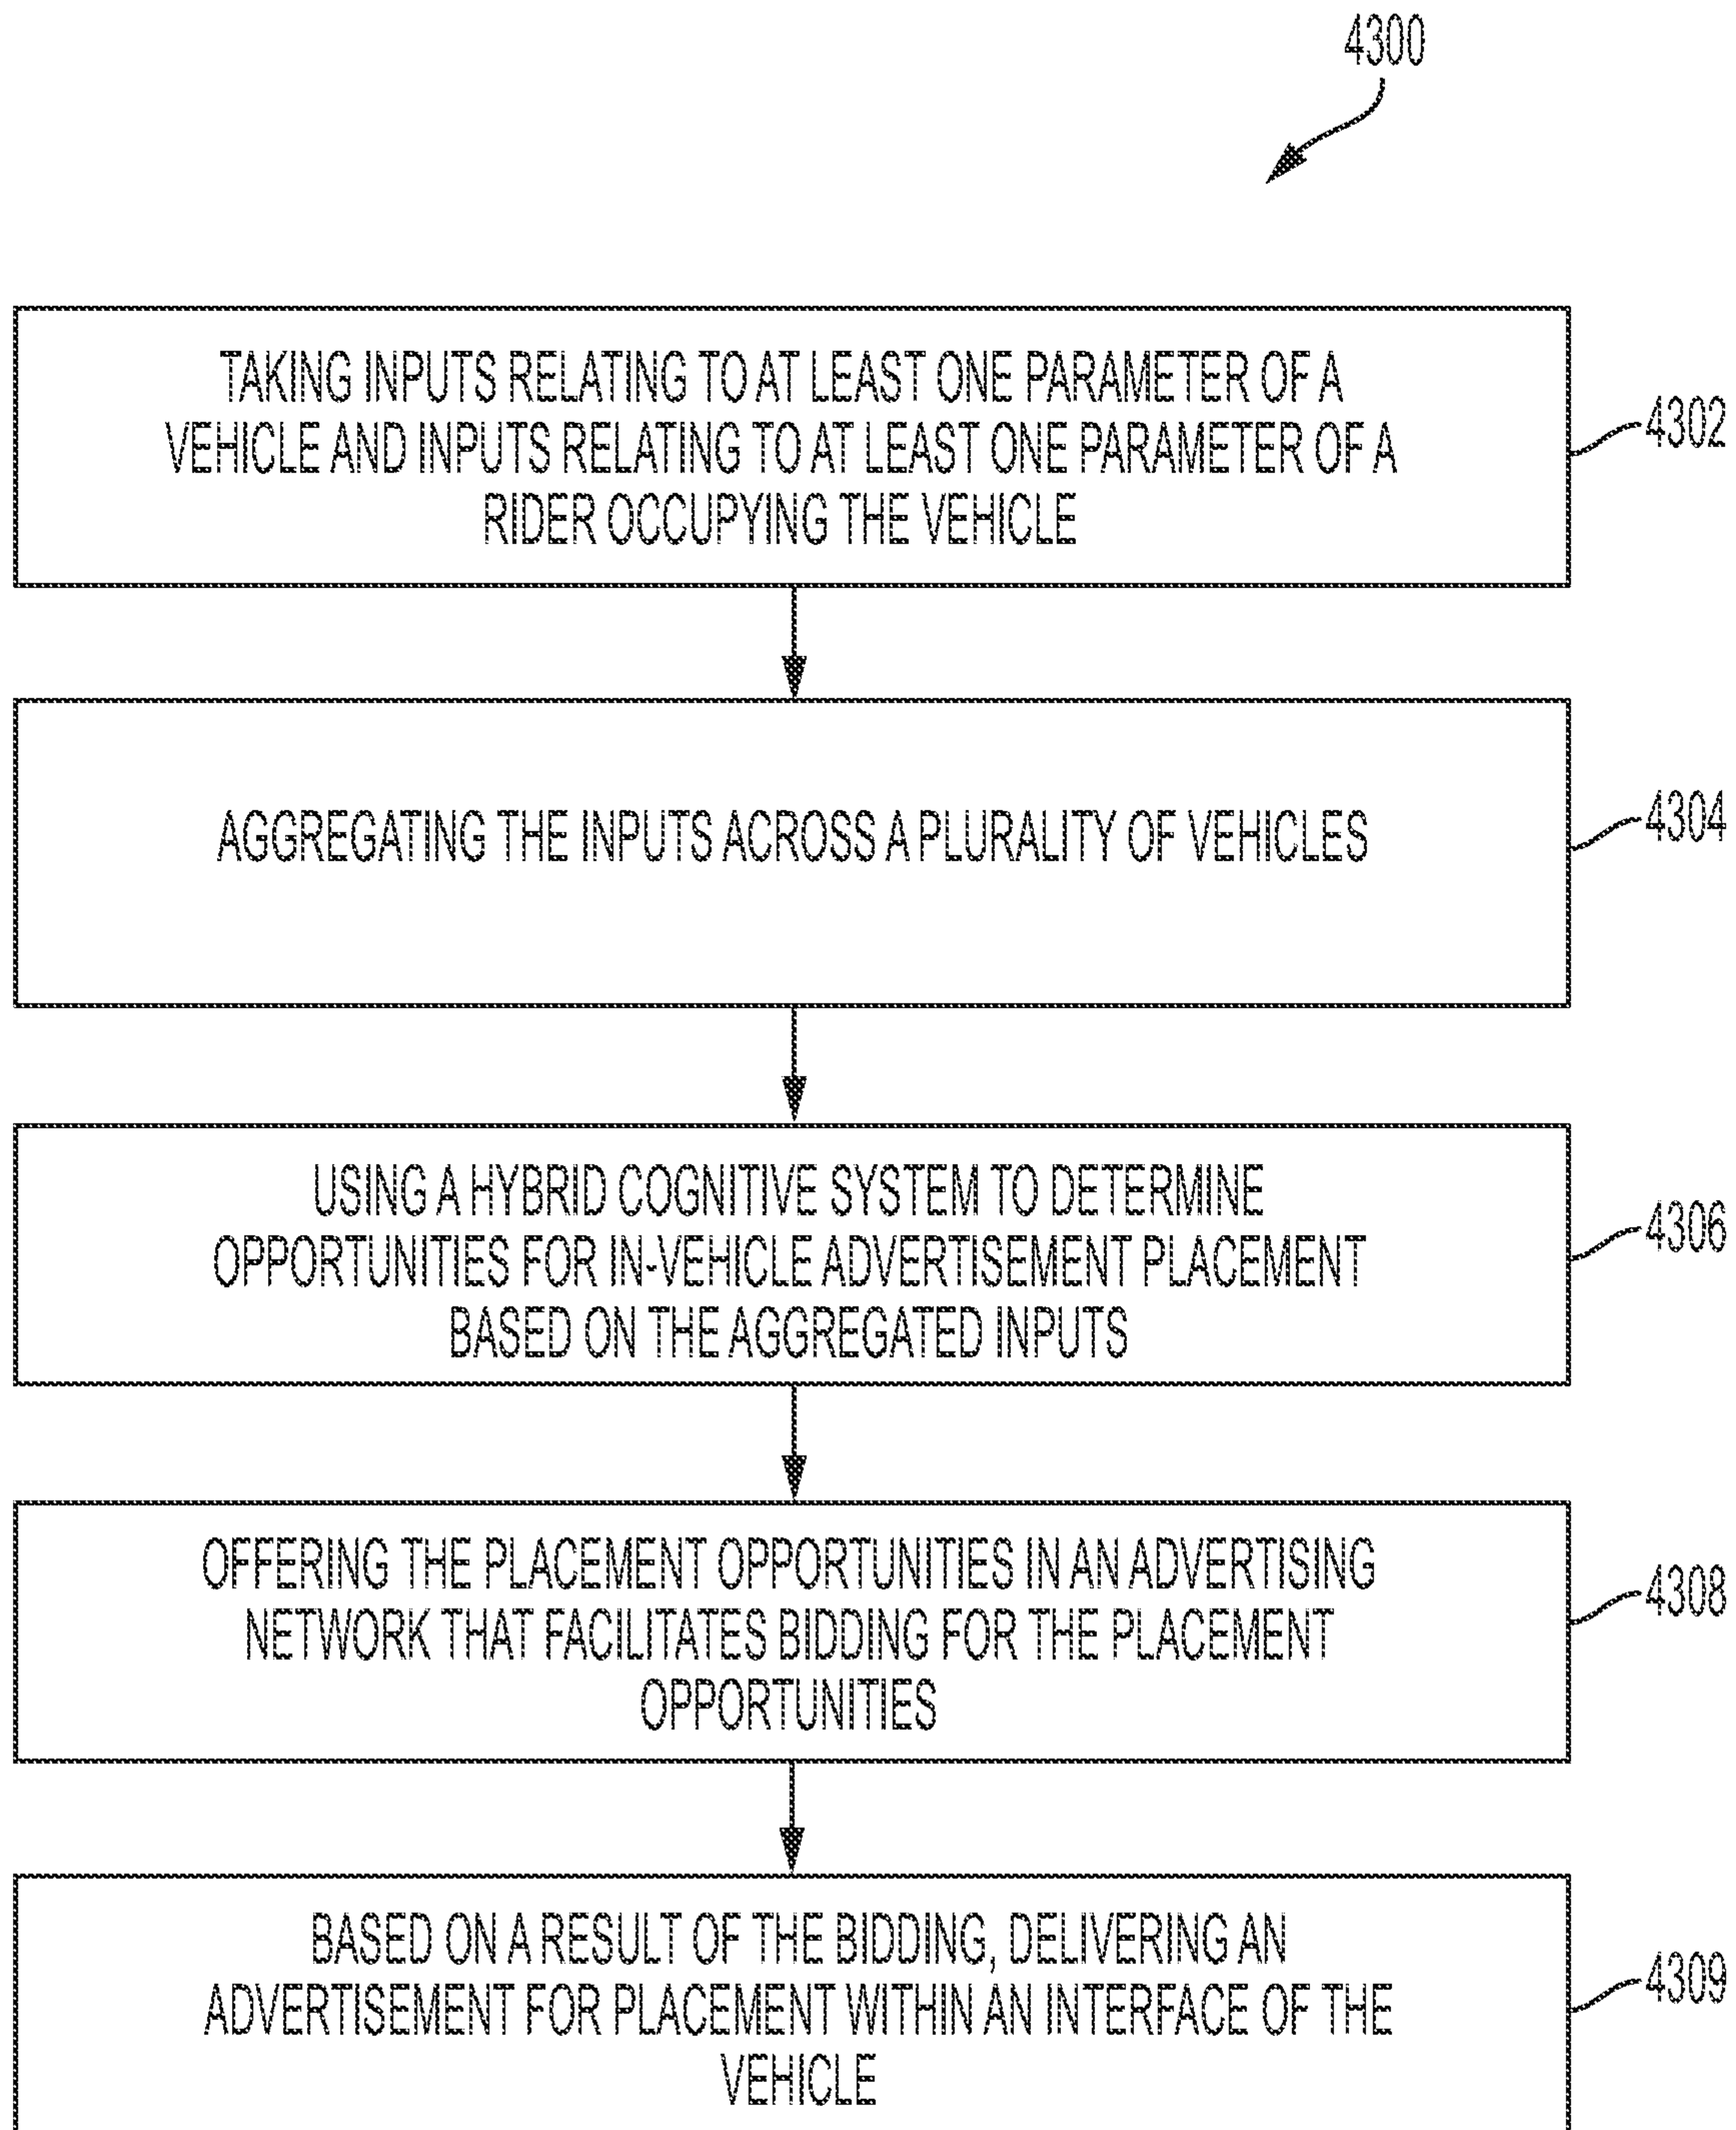 4300
TAKING INPUTS RELATING TO AT LEAST ONE PARAMETER OF A
VEHICLE AND INPUTS RELATING TO AT LEAST ONE PARAMETER OF A
RIDER OCCUPYING THE VEHICLE
4302
AGGREGATING THE INPUTS ACROSS A PLURALITY OF VEHICLES
4304
USING A HYBRID COGNITIVE SYSTEM TO DETERMINE
OPPORTUNITIES FOR IN-VEHICLE ADVERTISEMENT PLACEMENT
BASED ON THE AGGREGATED INPUTS
4306
OFFERING THE PLACEMENT OPPORTUNITIES IN AN ADVERTISING
NETWORK THAT FACILITATES BIDDING FOR THE PLACEMENT
OPPORTUNITIES
4308
BASED ON A RESULT OF THE BIDDING, DELIVERING AN
ADVERTISEMENT FOR PLACEMENT WITHIN AN INTERFACE OF THE
VEHICLE
4309